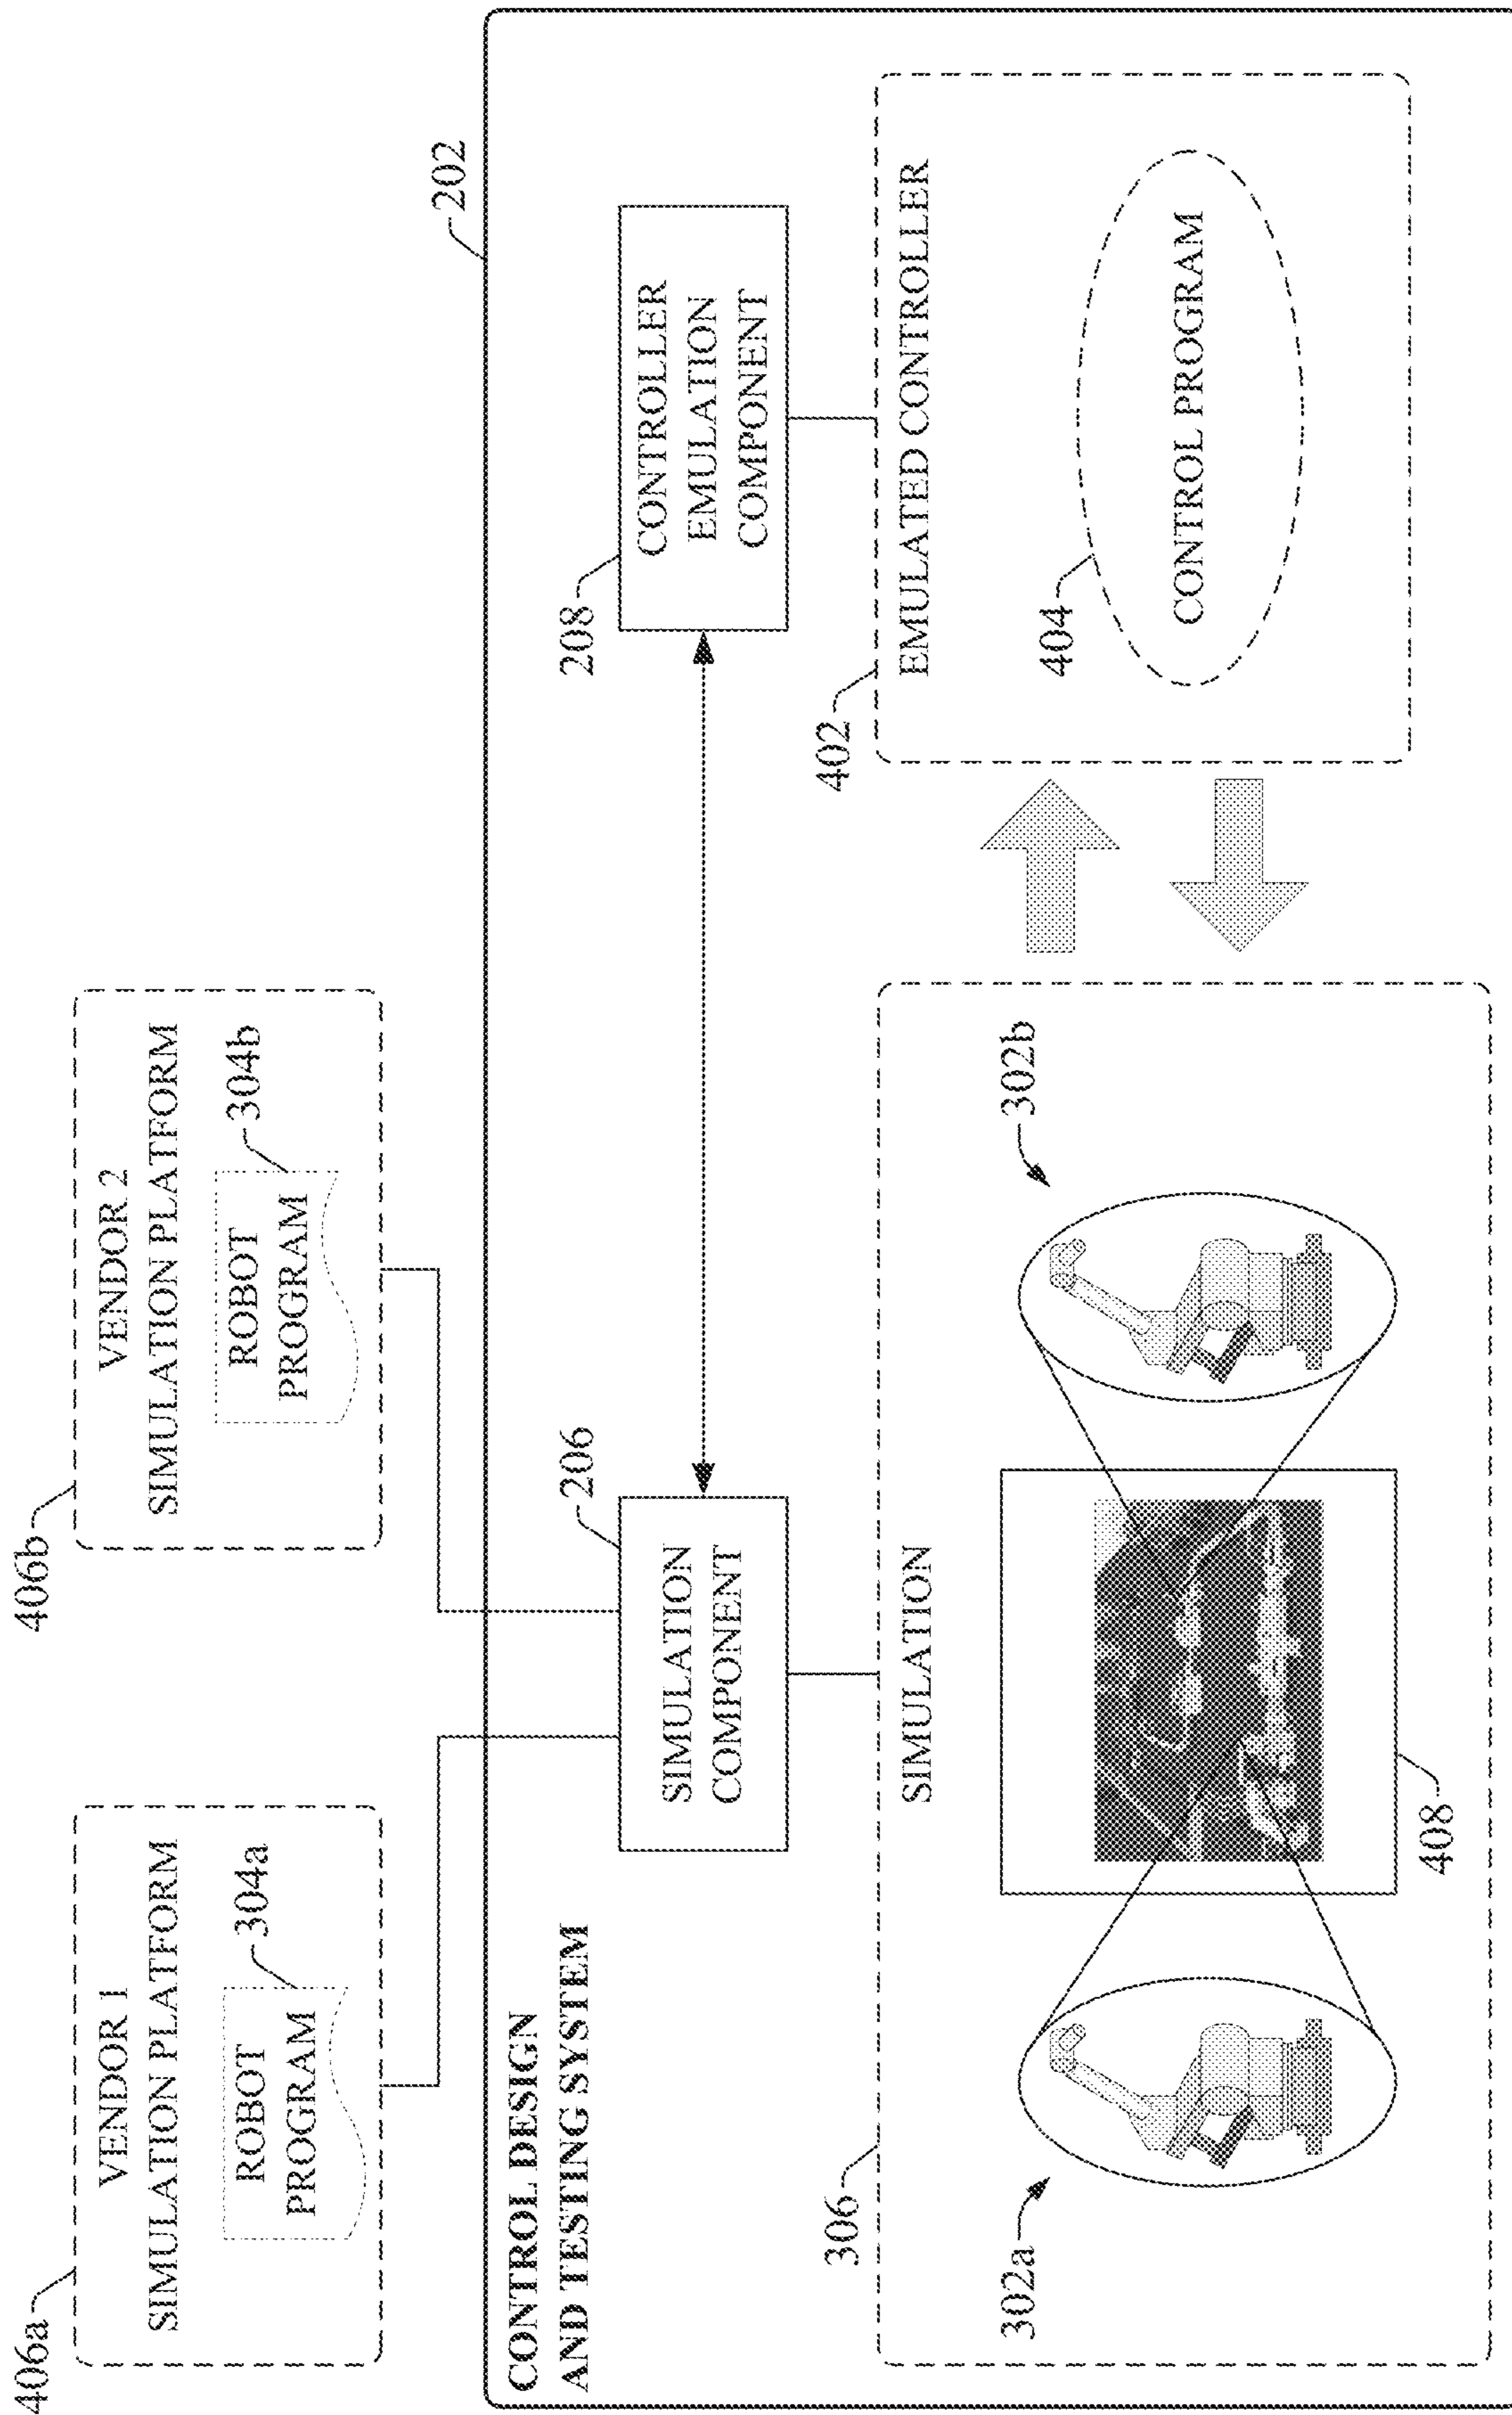 406a
VENDOR 1
SIMULATION PLATFORM
ROBOT
PROGRAM
304a
406b
VENDOR 2
SIMULATION PLATFORM
ROBOT
PROGRAM
304b
202
CONTROL DESIGN
AND TESTING SYSTEM
206
SIMULATION
COMPONENT
208
CONTROLLER
EMULATION
COMPONENT
306
SIMULATION
302a
302b
408
402
EMULATED CONTROLLER
404
CONTROL PROGRAM